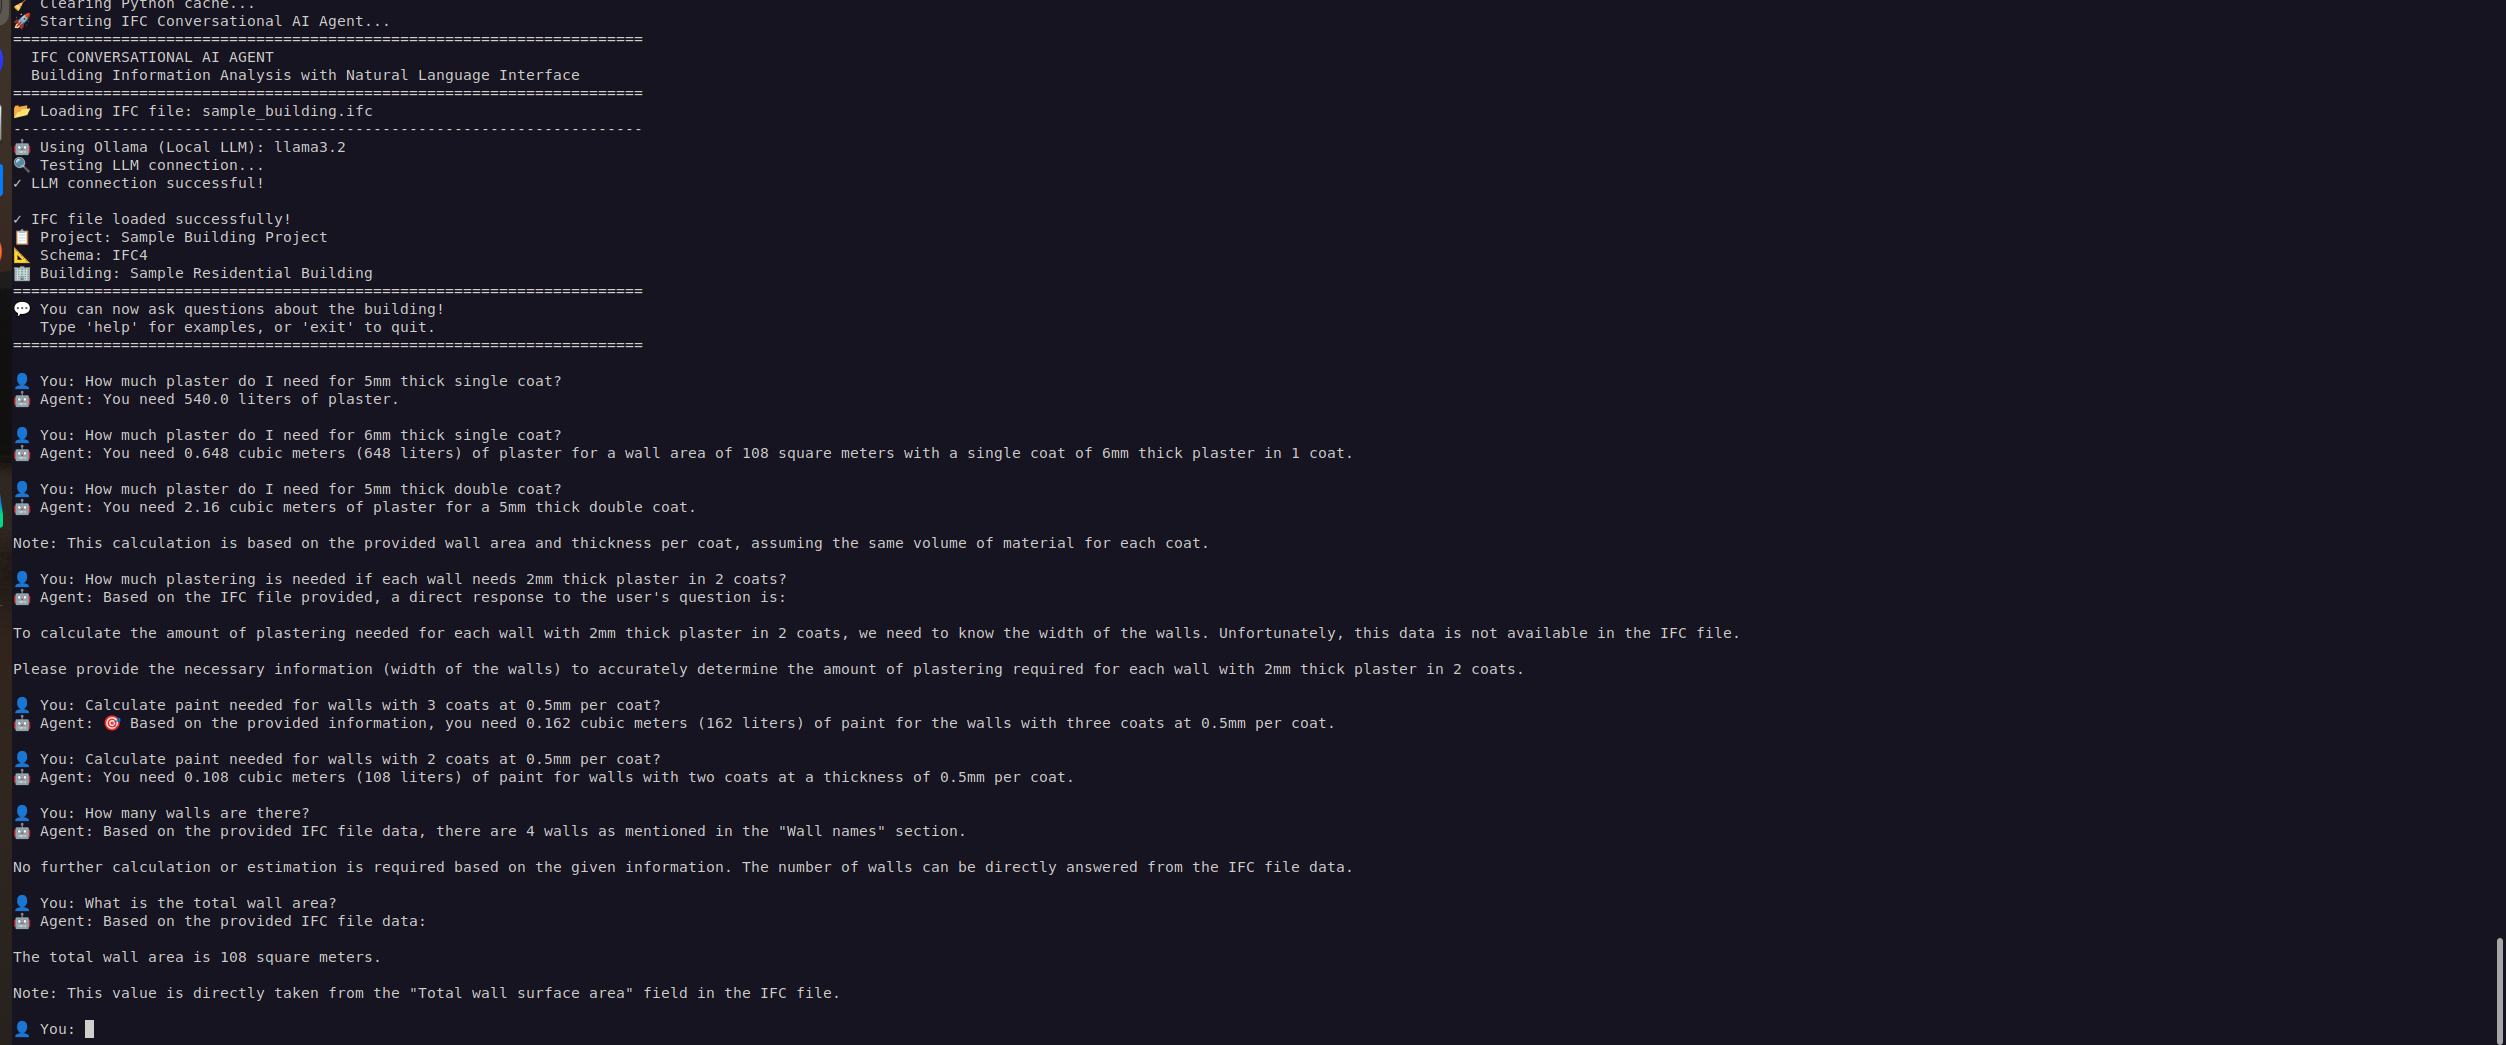 🧹 Clearing Python cache...
🚀 Starting IFC Conversational AI Agent...
======================================================================
  IFC CONVERSATIONAL AI AGENT
  Building Information Analysis with Natural Language Interface
======================================================================
📂 Loading IFC file: sample_building.ifc
----------------------------------------------------------------------
🤖 Using Ollama (Local LLM): llama3.2
🔍 Testing LLM connection...
✓ LLM connection successful!

✓ IFC file loaded successfully!
📋 Project: Sample Building Project
📐 Schema: IFC4
🏢 Building: Sample Residential Building
======================================================================
💬 You can now ask questions about the building!
   Type 'help' for examples, or 'exit' to quit.
======================================================================

👤 You: How much plaster do I need for 5mm thick single coat?
🤖 Agent: You need 540.0 liters of plaster.

👤 You: How much plaster do I need for 6mm thick single coat?
🤖 Agent: You need 0.648 cubic meters (648 liters) of plaster for a wall area of 108 square meters with a single coat of 6mm thick plaster in 1 coat.

👤 You: How much plaster do I need for 5mm thick double coat?
🤖 Agent: You need 2.16 cubic meters of plaster for a 5mm thick double coat.

Note: This calculation is based on the provided wall area and thickness per coat, assuming the same volume of material for each coat.

👤 You: How much plastering is needed if each wall needs 2mm thick plaster in 2 coats?
🤖 Agent: Based on the IFC file provided, a direct response to the user's question is:

To calculate the amount of plastering needed for each wall with 2mm thick plaster in 2 coats, we need to know the width of the walls. Unfortunately, this data is not available in the IFC file.

Please provide the necessary information (width of the walls) to accurately determine the amount of plastering required for each wall with 2mm thick plaster in 2 coats.

👤 You: Calculate paint needed for walls with 3 coats at 0.5mm per coat?
🤖 Agent: 🎯 Based on the provided information, you need 0.162 cubic meters (162 liters) of paint for the walls with three coats at 0.5mm per coat.

👤 You: Calculate paint needed for walls with 2 coats at 0.5mm per coat?
🤖 Agent: You need 0.108 cubic meters (108 liters) of paint for walls with two coats at a thickness of 0.5mm per coat.

👤 You: How many walls are there?
🤖 Agent: Based on the provided IFC file data, there are 4 walls as mentioned in the "Wall names" section.

No further calculation or estimation is required based on the given information. The number of walls can be directly answered from the IFC file data.

👤 You: What is the total wall area?
🤖 Agent: Based on the provided IFC file data:

The total wall area is 108 square meters.

Note: This value is directly taken from the "Total wall surface area" field in the IFC file.

👤 You: